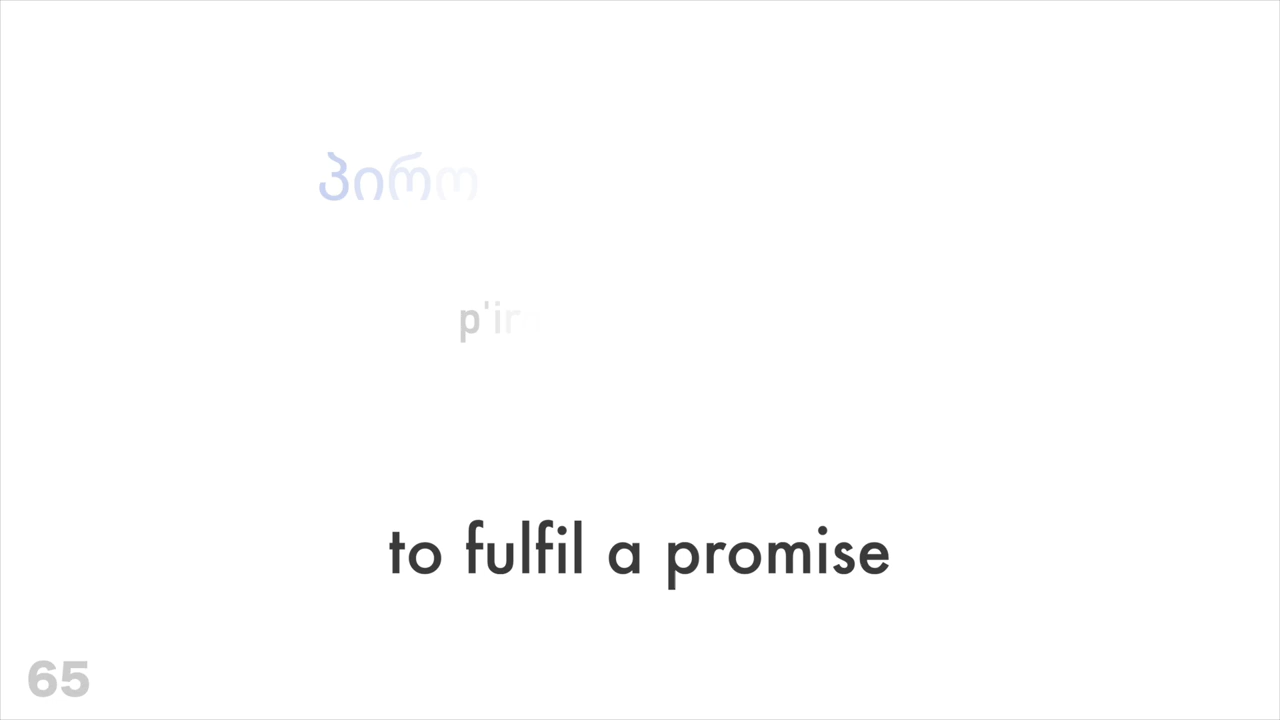 პირო
p'ir
to fulfil a promise
65